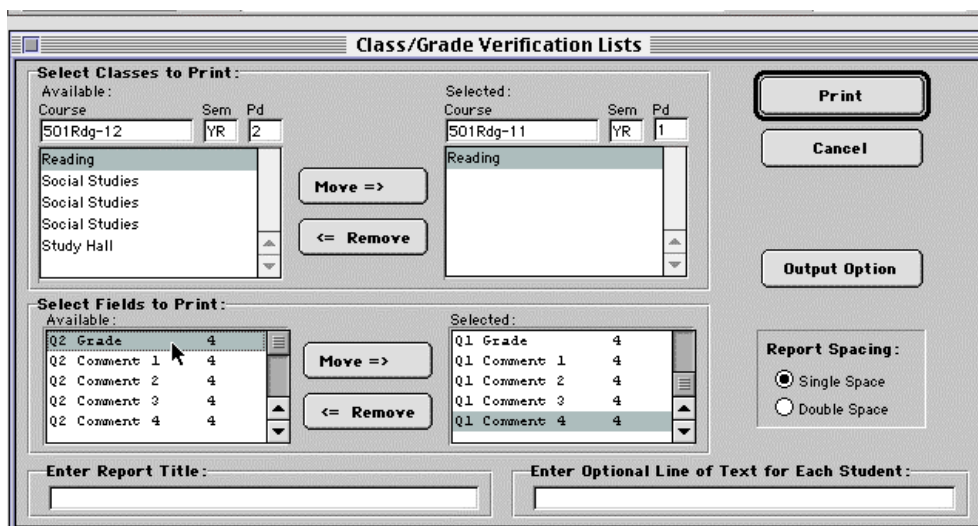 Class/Grade Verification Lists
Select Classes to Print:
Available:
Course Sem Pd
501Rdg-12 YR 2
Reading
Social Studies
Social Studies
Social Studies
Study Hall
Move =>
<= Remove
Selected:
Course Sem Pd
501Rdg-11 YR 1
Reading
Print
Cancel
Output Option
Select Fields to Print:
Available:
Q2 Grade 4
Q2 Comment 1 4
Q2 Comment 2 4
Q2 Comment 3 4
Q2 Comment 4 4
Move =>
<= Remove
Selected:
Q1 Grade 4
Q1 Comment 1 4
Q1 Comment 2 4
Q1 Comment 3 4
Q1 Comment 4 4
Report Spacing:
Single Space
Double Space
Enter Report Title:
Enter Optional Line of Text for Each Student: